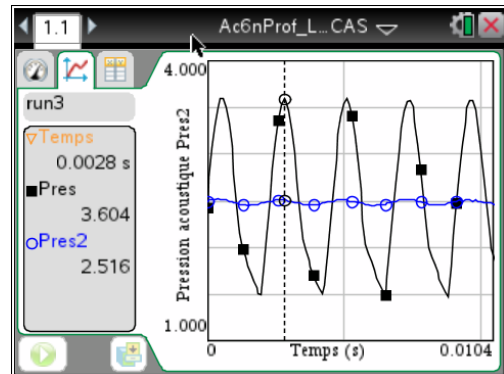 1.1
Ac6nProf_L...CAS
run3
Temps
0.0028 s
Pres
3.604
Pres2
2.516
4.000
Pression acoustique Pres2
1.000
0
Temps (s)
0.0104